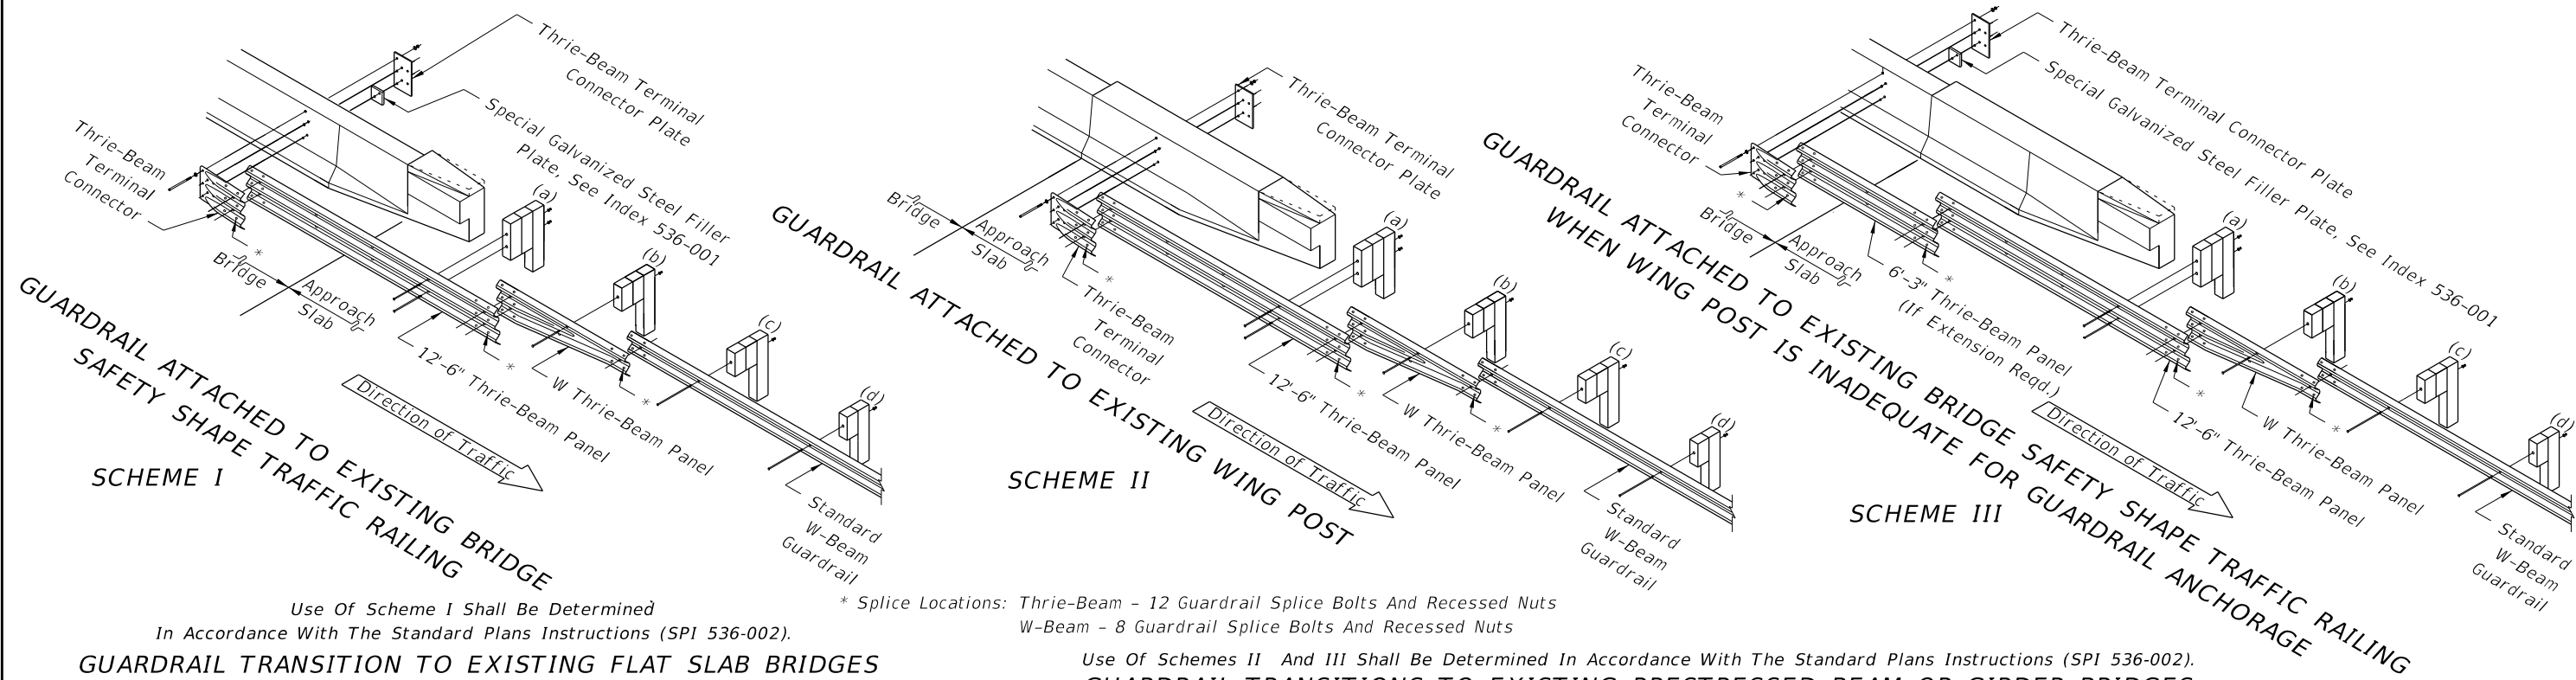 Thrie-Beam Terminal
Connector Plate
Special Galvanized Steel Filler
Plate, See Index 536-001
Thrie-Beam
Terminal
Connector
*
Bridge
Approach
Slab
(a)
(b)
(c)
(d)
*
12'-6" Thrie-Beam Panel
*
W Thrie-Beam Panel
Standard
W-Beam
Guardrail
Direction of Traffic
GUARDRAIL ATTACHED TO EXISTING BRIDGE
SAFETY SHAPE TRAFFIC RAILING
SCHEME I
Use Of Scheme I Shall Be Determined
In Accordance With The Standard Plans Instructions (SPI 536-002).
GUARDRAIL TRANSITION TO EXISTING FLAT SLAB BRIDGES
Thrie-Beam Terminal
Connector Plate
Bridge
Approach
Slab
*
Thrie-Beam
Terminal
Connector
(a)
(b)
(c)
(d)
*
12'-6" Thrie-Beam Panel
*
W Thrie-Beam Panel
Standard
W-Beam
Guardrail
Direction of Traffic
GUARDRAIL ATTACHED TO EXISTING WING POST
SCHEME II
* Splice Locations: Thrie-Beam - 12 Guardrail Splice Bolts And Recessed Nuts
W-Beam - 8 Guardrail Splice Bolts And Recessed Nuts
Thrie-Beam Terminal Connector Plate
Special Galvanized Steel Filler Plate, See Index 536-001
Thrie-Beam
Terminal
Connector
*
Bridge
Approach
Slab
*
6'-3" Thrie-Beam Panel
(If Extension Reqd.)
(a)
(b)
(c)
(d)
*
12'-6" Thrie-Beam Panel
*
W Thrie-Beam Panel
Standard
W-Beam
Guardrail
Direction of Traffic
GUARDRAIL ATTACHED TO EXISTING BRIDGE SAFETY SHAPE TRAFFIC RAILING
WHEN WING POST IS INADEQUATE FOR GUARDRAIL ANCHORAGE
SCHEME III
Use Of Schemes II And III Shall Be Determined In Accordance With The Standard Plans Instructions (SPI 536-002).
GUARDRAIL TRANSITIONS TO EXISTING PRESTRESSED BEAM OR GIRDER BRIDGES